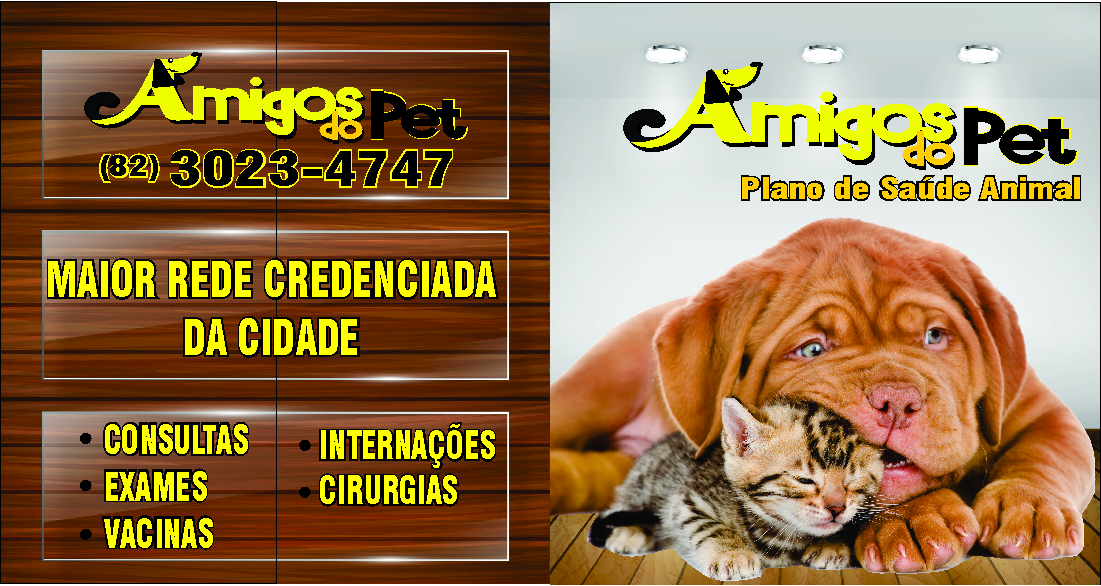 Amigos do Pet
(82) 3023-4747
MAIOR REDE CREDENCIADA
DA CIDADE
• CONSULTAS
• EXAMES
• VACINAS
• INTERNAÇÕES
• CIRURGIAS
Amigos do Pet
Plano de Saúde Animal